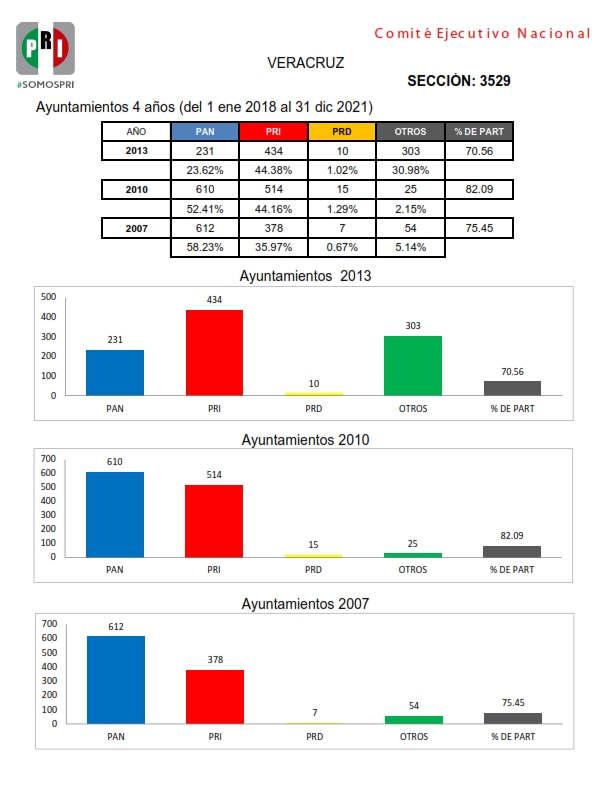 Comité Ejecutivo Nacional
PRI
#SOMOSPRI
VERACRUZ
SECCIÓN: 3529
Ayuntamientos 4 años (del 1 ene 2018 al 31 dic 2021)
AÑO PAN PRI PRD OTROS % DE PART
2013 231 434 10 303 70.56
23.62% 44.38% 1.02% 30.98%
2010 610 514 15 25 82.09
52.41% 44.16% 1.29% 2.15%
2007 612 378 7 54 75.45
58.23% 35.97% 0.67% 5.14%
Ayuntamientos 2013
500
400
300
200
100
0
231 434 10 303 70.56
PAN PRI PRD OTROS % DE PART
Ayuntamientos 2010
700
600
500
400
300
200
100
0
610 514 15 25 82.09
PAN PRI PRD OTROS % DE PART
Ayuntamientos 2007
700
600
500
400
300
200
100
0
612 378 7 54 75.45
PAN PRI PRD OTROS % DE PART